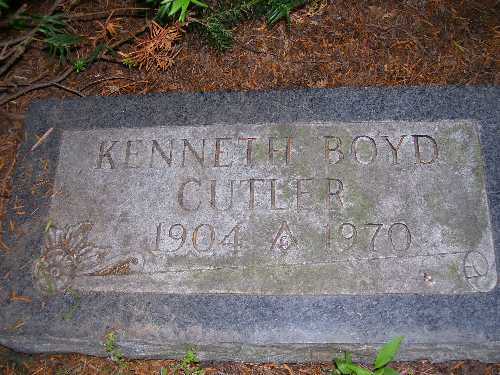 KENNETH BOYD
CUTLER
1904 1970